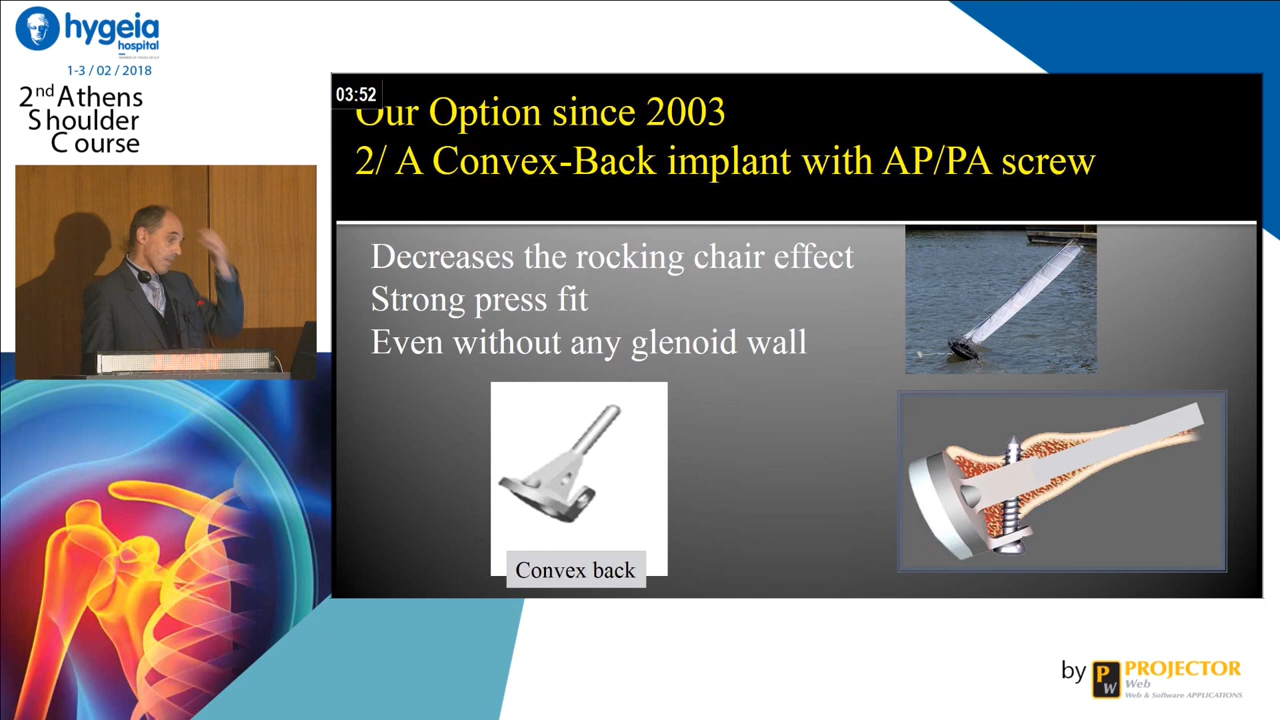 hygeia
hospital
1-3 / 02 / 2018
2nd Athens
Shoulder
Course
03:52
Our Option since 2003
2/ A Convex-Back implant with AP/PA screw
Decreases the rocking chair effect
Strong press fit
Even without any glenoid wall
Convex back
by PW PROJECTOR
Web
Web & Software APPLICATIONS